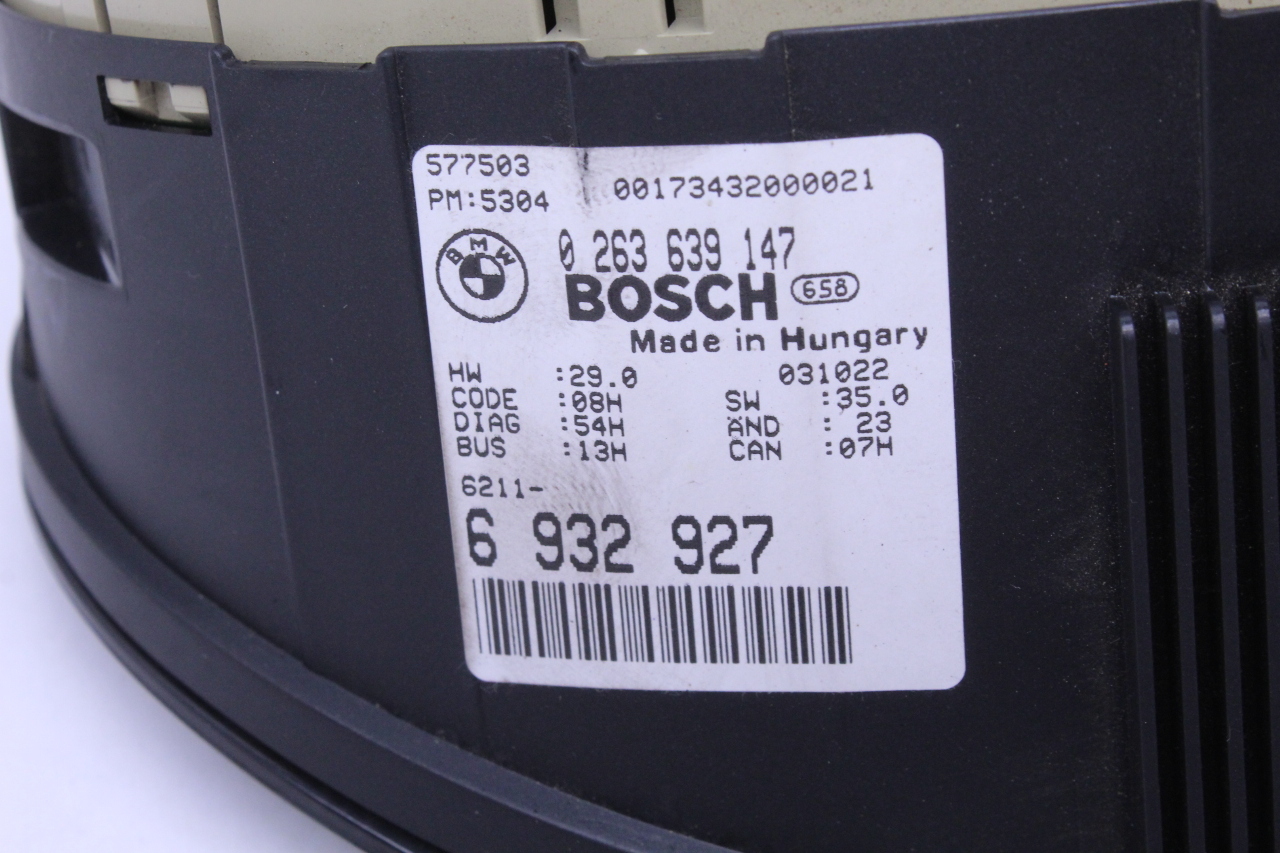 577503
PM:5304
00173432000021
BMW
0 263 639 147
BOSCH 658
Made in Hungary
HW :29.0 031022
CODE :08H SW :35.0
DIAG :54H ÄND : 23
BUS :13H CAN :07H
6211-
6 932 927